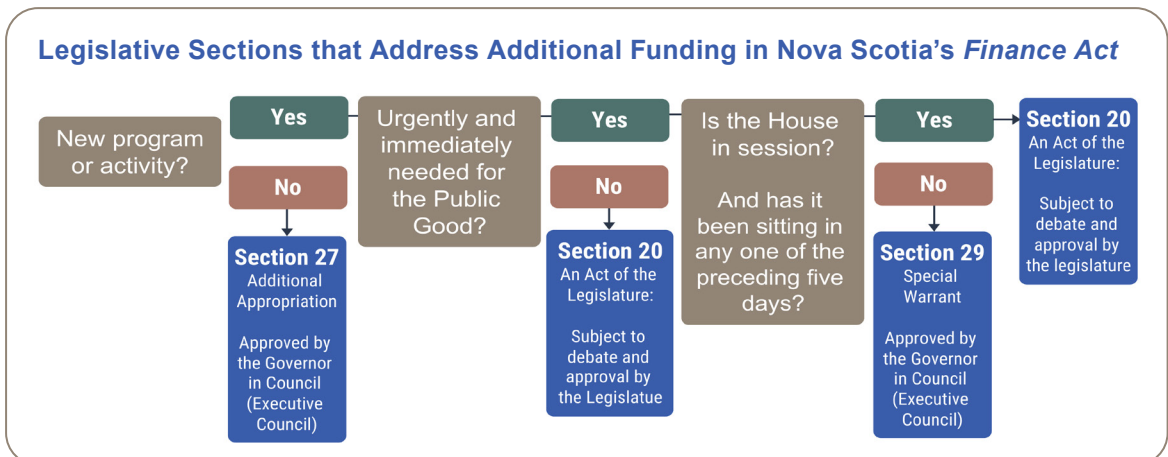 Legislative Sections that Address Additional Funding in Nova Scotia's Finance Act
New program
or activity?
Yes
No
Section 27
Additional
Appropriation
Approved by
the Governor
in Council
(Executive
Council)
Urgently and
immediately
needed for
the Public
Good?
Yes
No
Section 20
An Act of the
Legislature:
Subject to
debate and
approval by
the Legislatue
Is the House
in session?
And has it
been sitting in
any one of the
preceding five
days?
Yes
No
Section 29
Special
Warrant
Approved by
the Governor
in Council
(Executive
Council)
Section 20
An Act of the
Legislature:
Subject to
debate and
approval by
the legislature